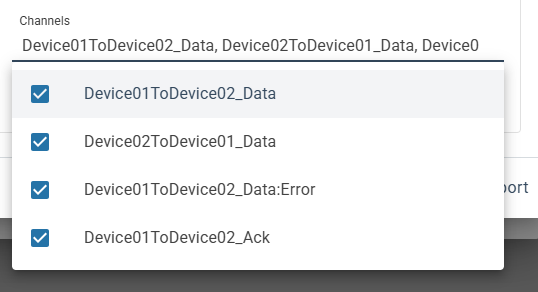 Channels
Device01ToDevice02_Data, Device02ToDevice01_Data, Device0
Device01ToDevice02_Data
Device02ToDevice01_Data
Device01ToDevice02_Data:Error
port
Device01ToDevice02_Ack